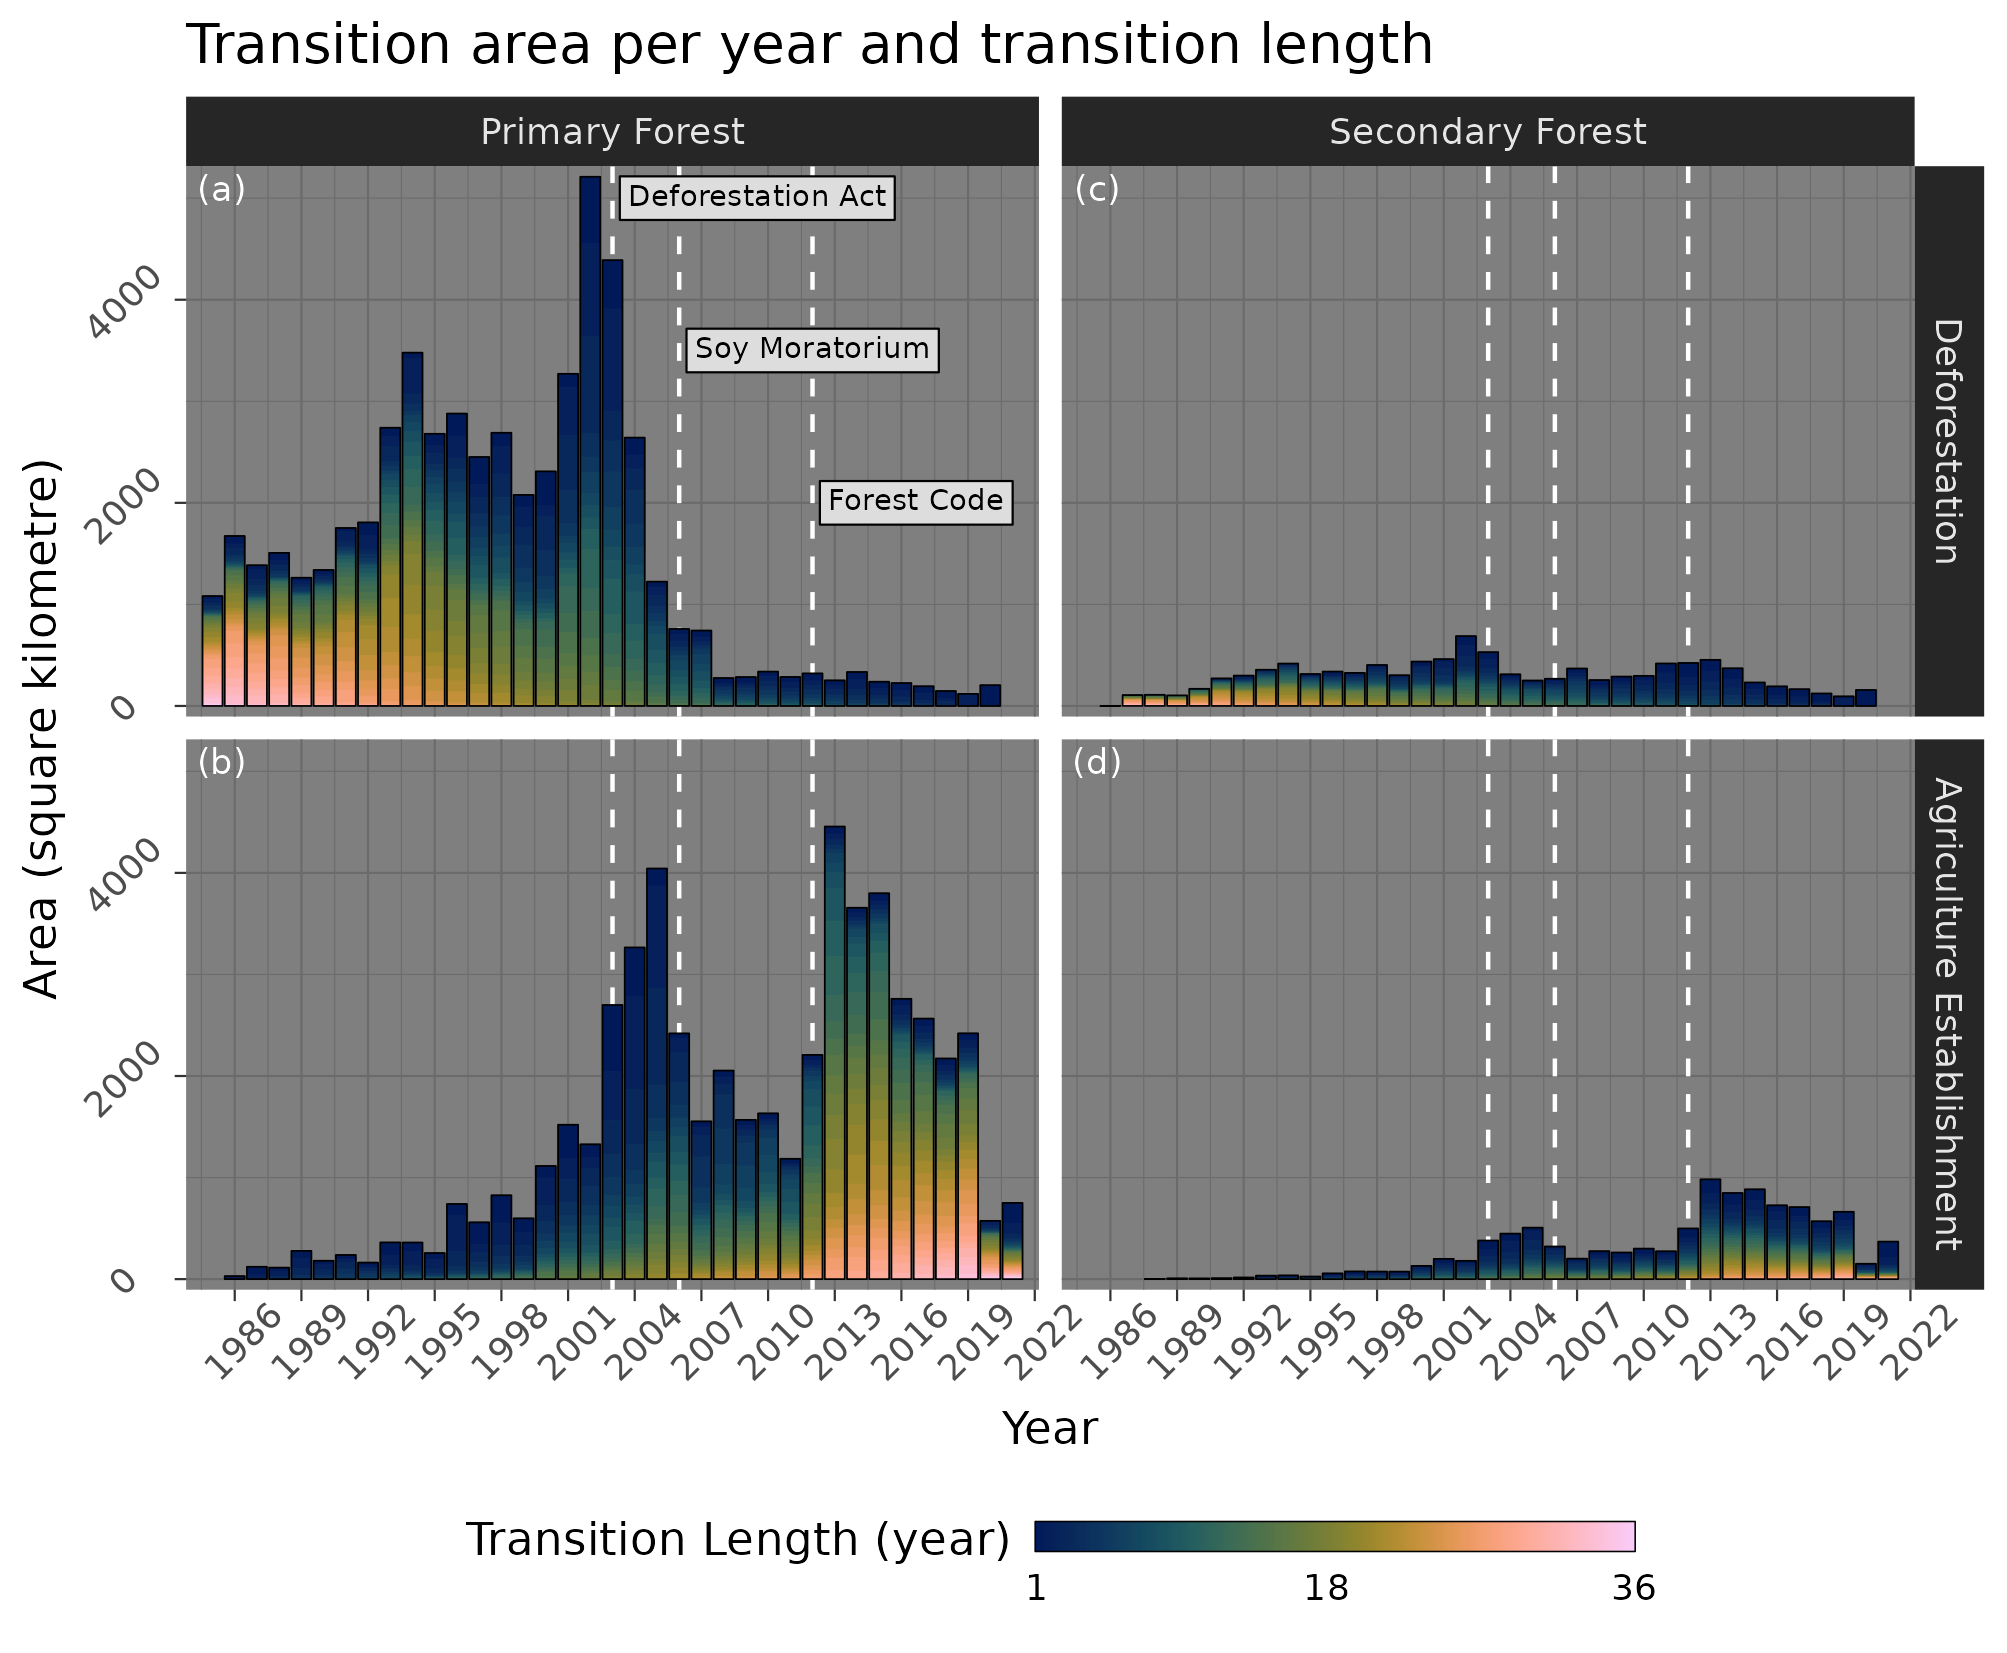 Transition area per year and transition length
Primary Forest
Secondary Forest
(a)
Deforestation Act
Soy Moratorium
Forest Code
(c)
Deforestation
4000
2000
0
(b)
(d)
Agriculture Establishment
4000
2000
0
Area (square kilometre)
1986 1989 1992 1995 1998 2001 2004 2007 2010 2013 2016 2019 2022
1986 1989 1992 1995 1998 2001 2004 2007 2010 2013 2016 2019 2022
Year
Transition Length (year)
1 18 36